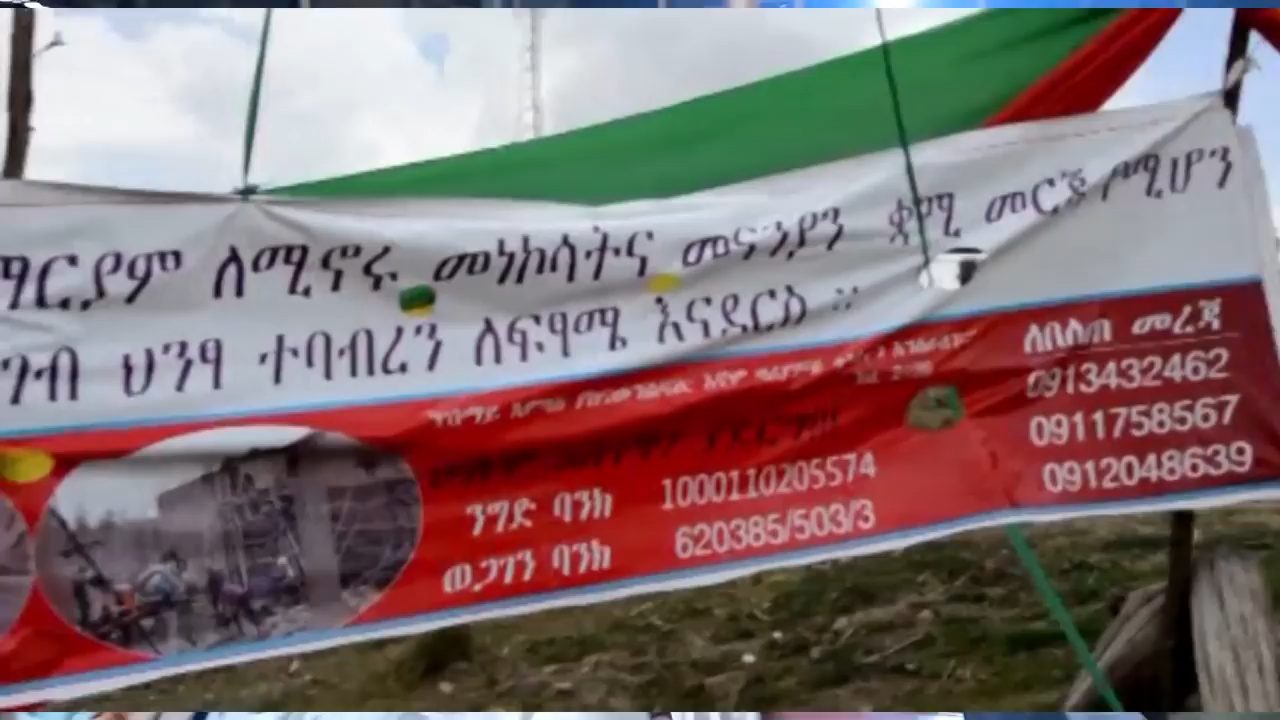 ማርያም ለሚኖሩ መነኮሳትና መናንያን ቋሚ መርጃ የሚሆን
ገብ ህንፃ ተባብረን ለፍፃሜ እናደርስ ።
ንግድ ባንክ 1000110205574
ወጋገን ባንክ 620385/503/3
ለበለጠ መረጃ
0913432462
0911758567
0912048639